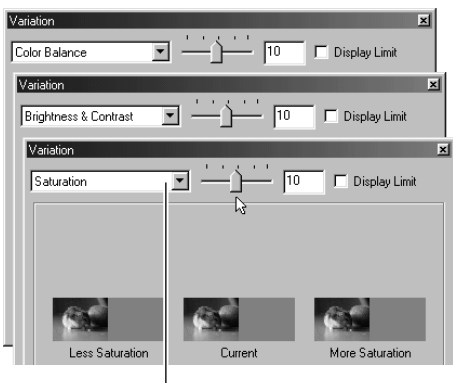 Variation
Color Balance 10 Display Limit
Variation
Brightness & Contrast 10 Display Limit
Variation
Saturation 10 Display Limit
Less Saturation Current More Saturation